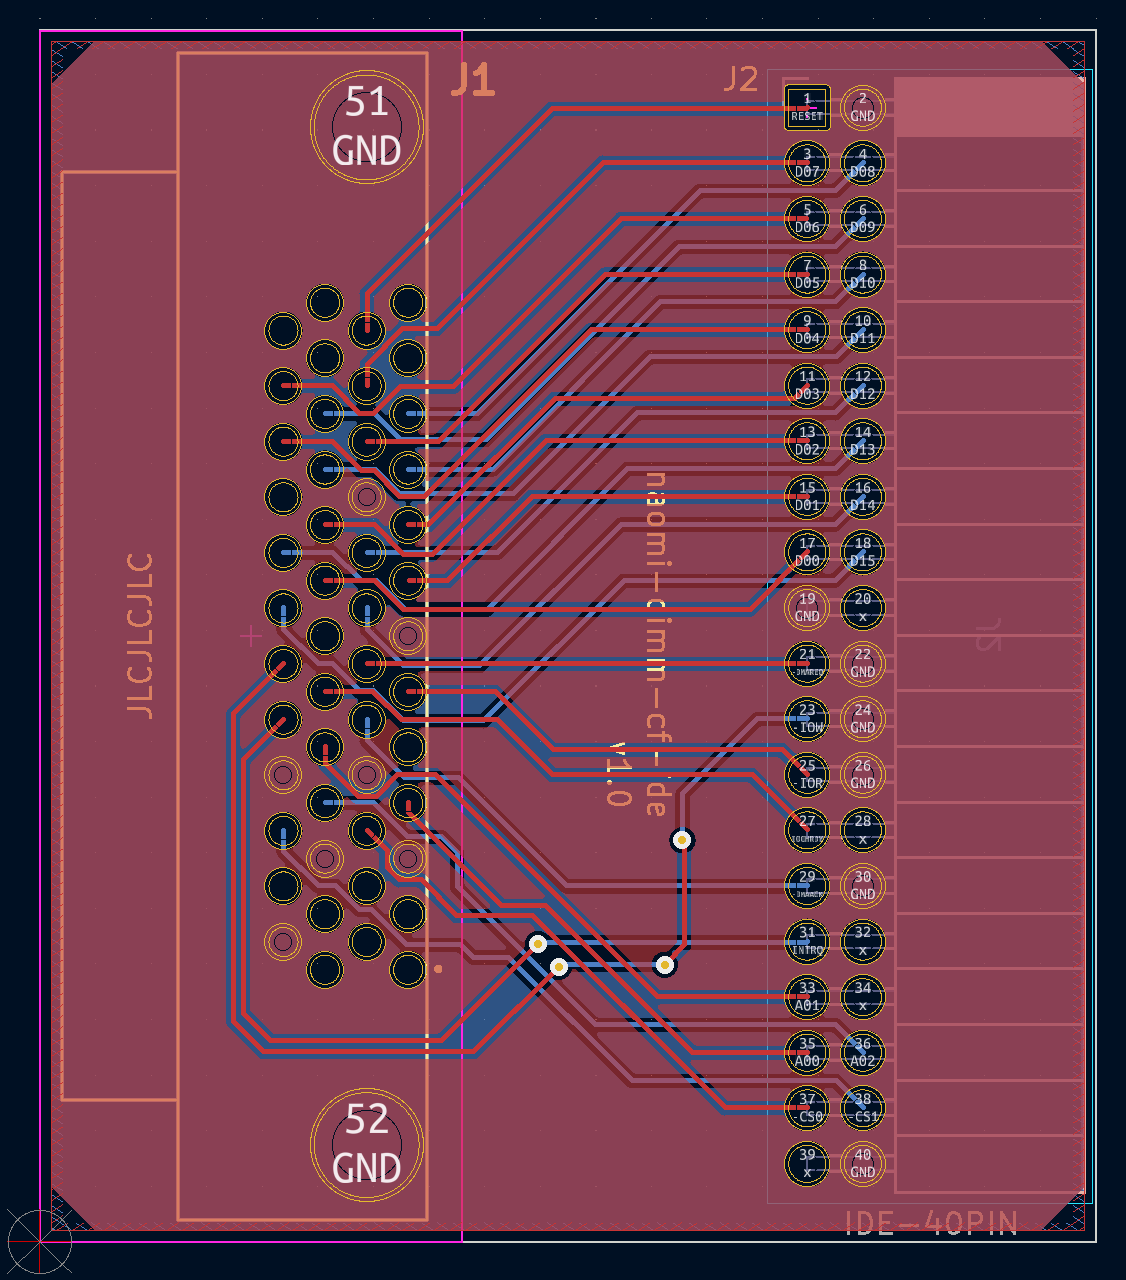 J1
J2
51
GND
1
RESET
2
GND
3
D07
4
D08
5
D06
6
D09
7
D05
8
D10
9
D04
10
D11
11
D03
12
D12
13
D02
14
D13
15
D01
16
D14
17
D00
18
D15
19
GND
20
x
21
-DMAREQ
22
GND
23
-IOW
24
GND
25
-IOR
26
GND
27
IOCHRDY
28
x
29
-DMAACK
30
GND
31
INTRQ
32
x
33
A01
34
x
35
A00
36
A02
37
-CS0
38
-CS1
39
x
40
GND
naomi-cimm-cf-ide
v1.0
JLCJLCJLCJLC
J2
52
GND
IDE-40PIN